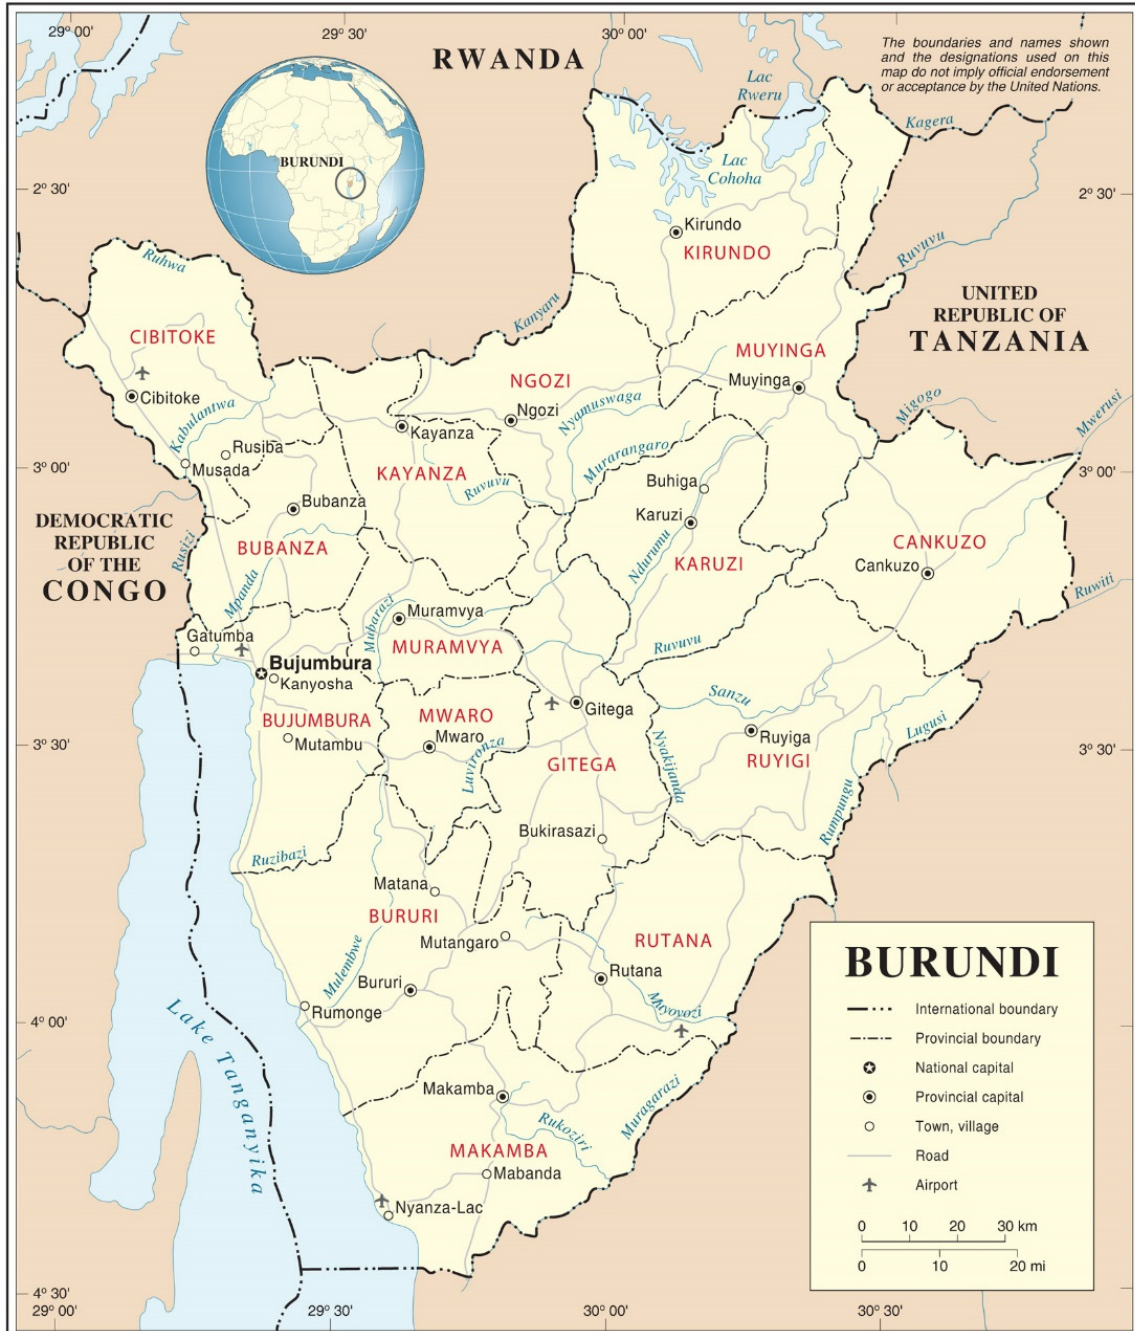 29° 00'
29° 30'
30° 00'
RWANDA
The boundaries and names shown
and the designations used on this
map do not imply official endorsement
or acceptance by the United Nations.
Lac
Rweru
Kagera
BURUNDI
Lac
Cohoha
2° 30'
2° 30'
Kirundo
KIRUNDO
Ruvuvu
Ruhwa
Kanyaru
UNITED
REPUBLIC OF
TANZANIA
CIBITOKE
MUYINGA
NGOZI
Muyinga
Cibitoke
Nyamuswaga
Migogo
Mwerusi
Kabulantwa
Ngozi
Kayanza
Rusiba
Murarangaro
Musada
KAYANZA
3° 00'
3° 00'
Ruvuvu
Buhiga
Bubanza
Karuzi
DEMOCRATIC
REPUBLIC
OF THE
CONGO
Rusizi
BUBANZA
Ndurumu
KARUZI
CANKUZO
Cankuzo
Mpanda
Mubarazi
Muramvya
Ruwiti
Gatumba
MURAMVYA
Ruvuvu
Bujumbura
Kanyosha
Sanzu
Gitega
BUJUMBURA
MWARO
Lugusi
Mutambu
Mwaro
Ruyiga
3° 30'
3° 30'
Luvironza
GITEGA
Nyakijanda
RUYIGI
Rumpungu
Bukirasazi
Ruzibazi
Matana
BURURI
Mutangaro
RUTANA
Mulembwe
Bururi
Rutana
Rumonge
Muyovozi
4° 00'
Lake Tanganyika
Makamba
Muragarazi
Rukoziri
MAKAMBA
Mabanda
Nyanza-Lac
BURUNDI
International boundary
Provincial boundary
National capital
Provincial capital
Town, village
Road
Airport
0 10 20 30 km
0 10 20 mi
4° 30'
29° 00'
29° 30'
30° 00'
30° 30'